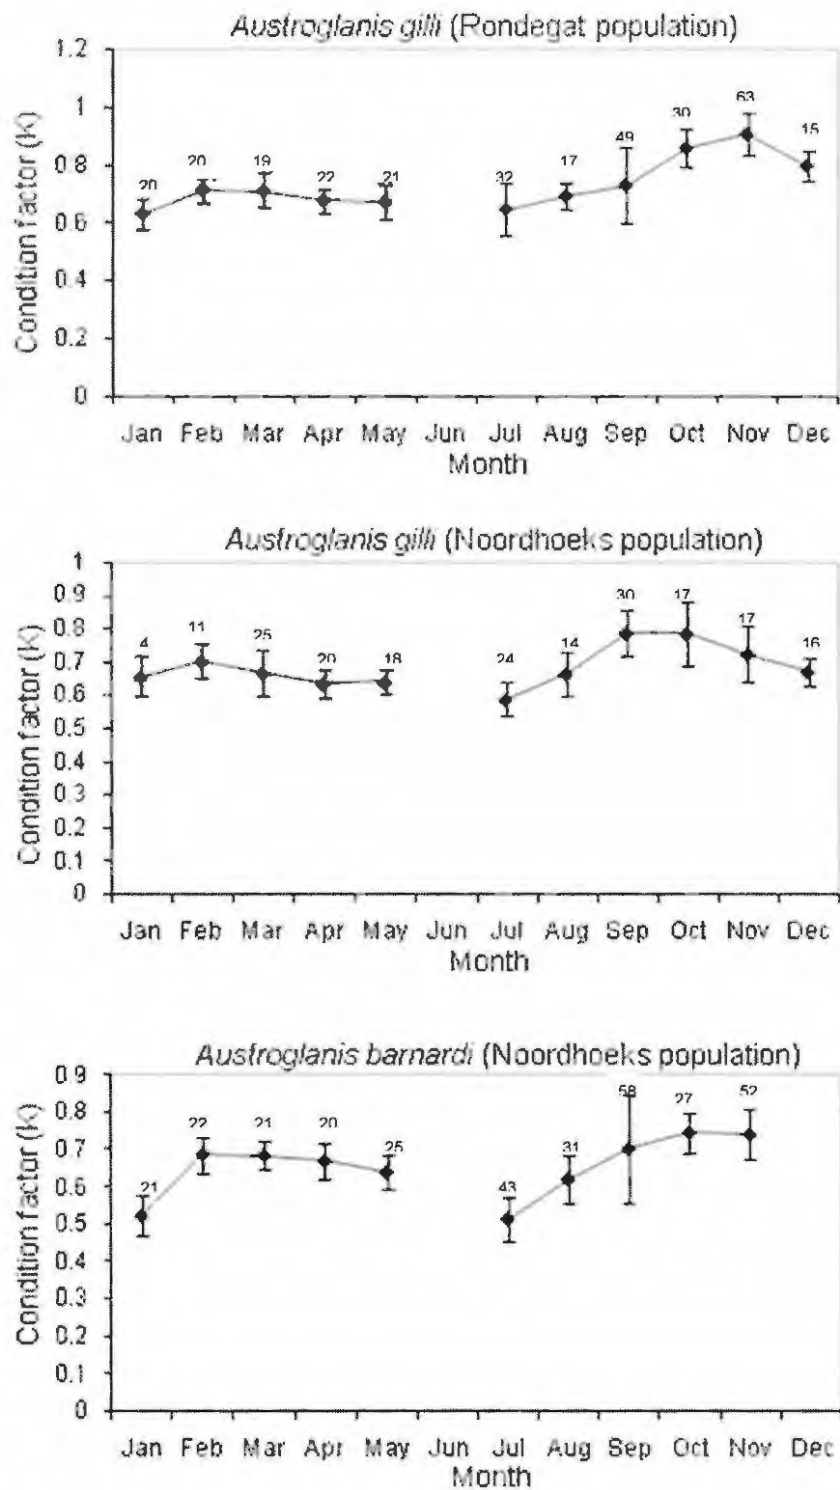 Austroglanis gilli (Rondegat population)
1.2
1
0.8
0.6
0.4
0.2
0
Condition factor (K)
20 20 19 22 21 32 17 49 30 63 15
Jan Feb Mar Apr May Jun Jul Aug Sep Oct Nov Dec
Month
Austroglanis gilli (Noordhoeks population)
1
0.9
0.8
0.7
0.6
0.5
0.4
0.3
0.2
0.1
0
Condition factor (K)
4 11 25 20 18 24 14 30 17 17 16
Jan Feb Mar Apr May Jun Jul Aug Sep Oct Nov Dec
Month
Austroglanis barnardi (Noordhoeks population)
0.9
0.8
0.7
0.6
0.5
0.4
0.3
0.2
0.1
0
Condition factor (K)
21 22 21 20 25 43 31 58 27 52
Jan Feb Mar Apr May Jun Jul Aug Sep Oct Nov Dec
Month